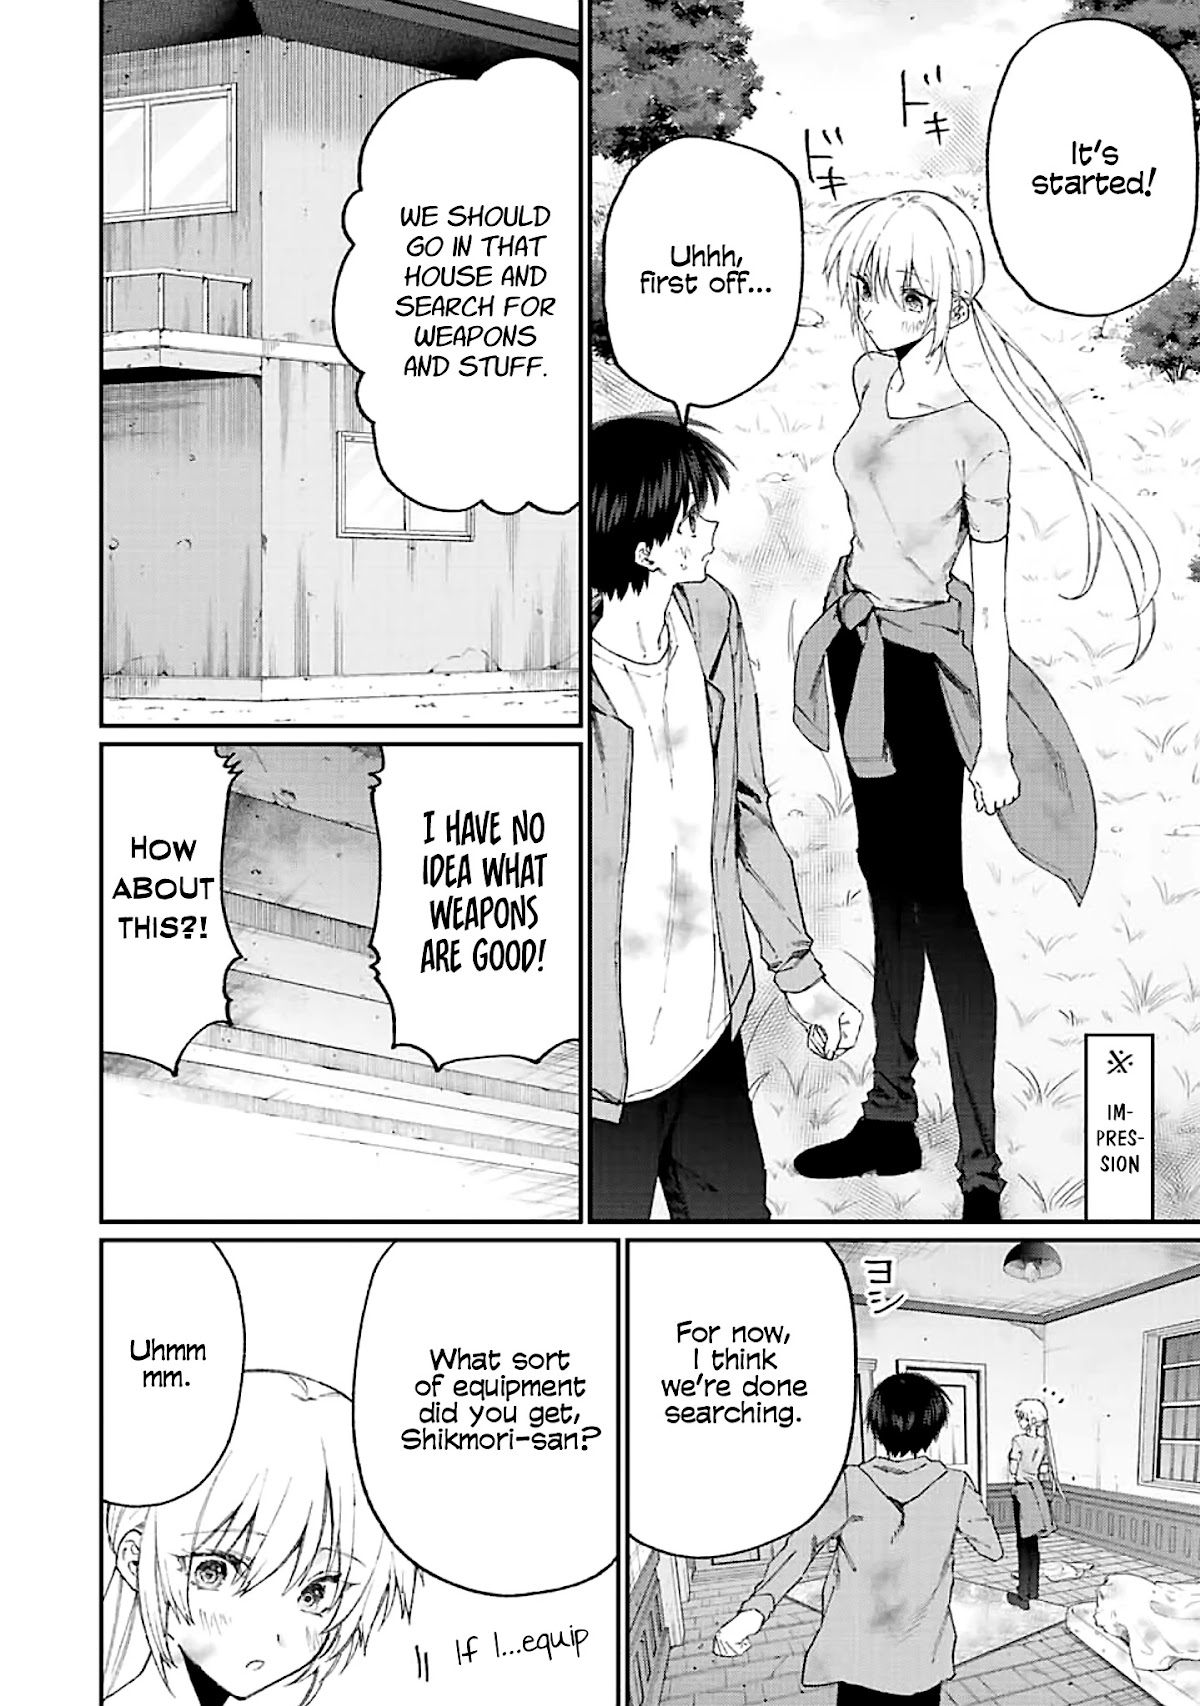 It's
started!
ドキ
ドキ
Uhhh,
first off...
※
IM-
PRES-
SION
WE SHOULD
GO IN THAT
HOUSE AND
SEARCH FOR
WEAPONS
AND STUFF.
I HAVE NO
IDEA WHAT
WEAPONS
ARE GOOD!
HOW
ABOUT
THIS?!
ヨシ
For now,
I think
we're done
searching.
What sort
of equipment
did you get,
Shikmori-san?
Uhmm
mm.
If I...equip